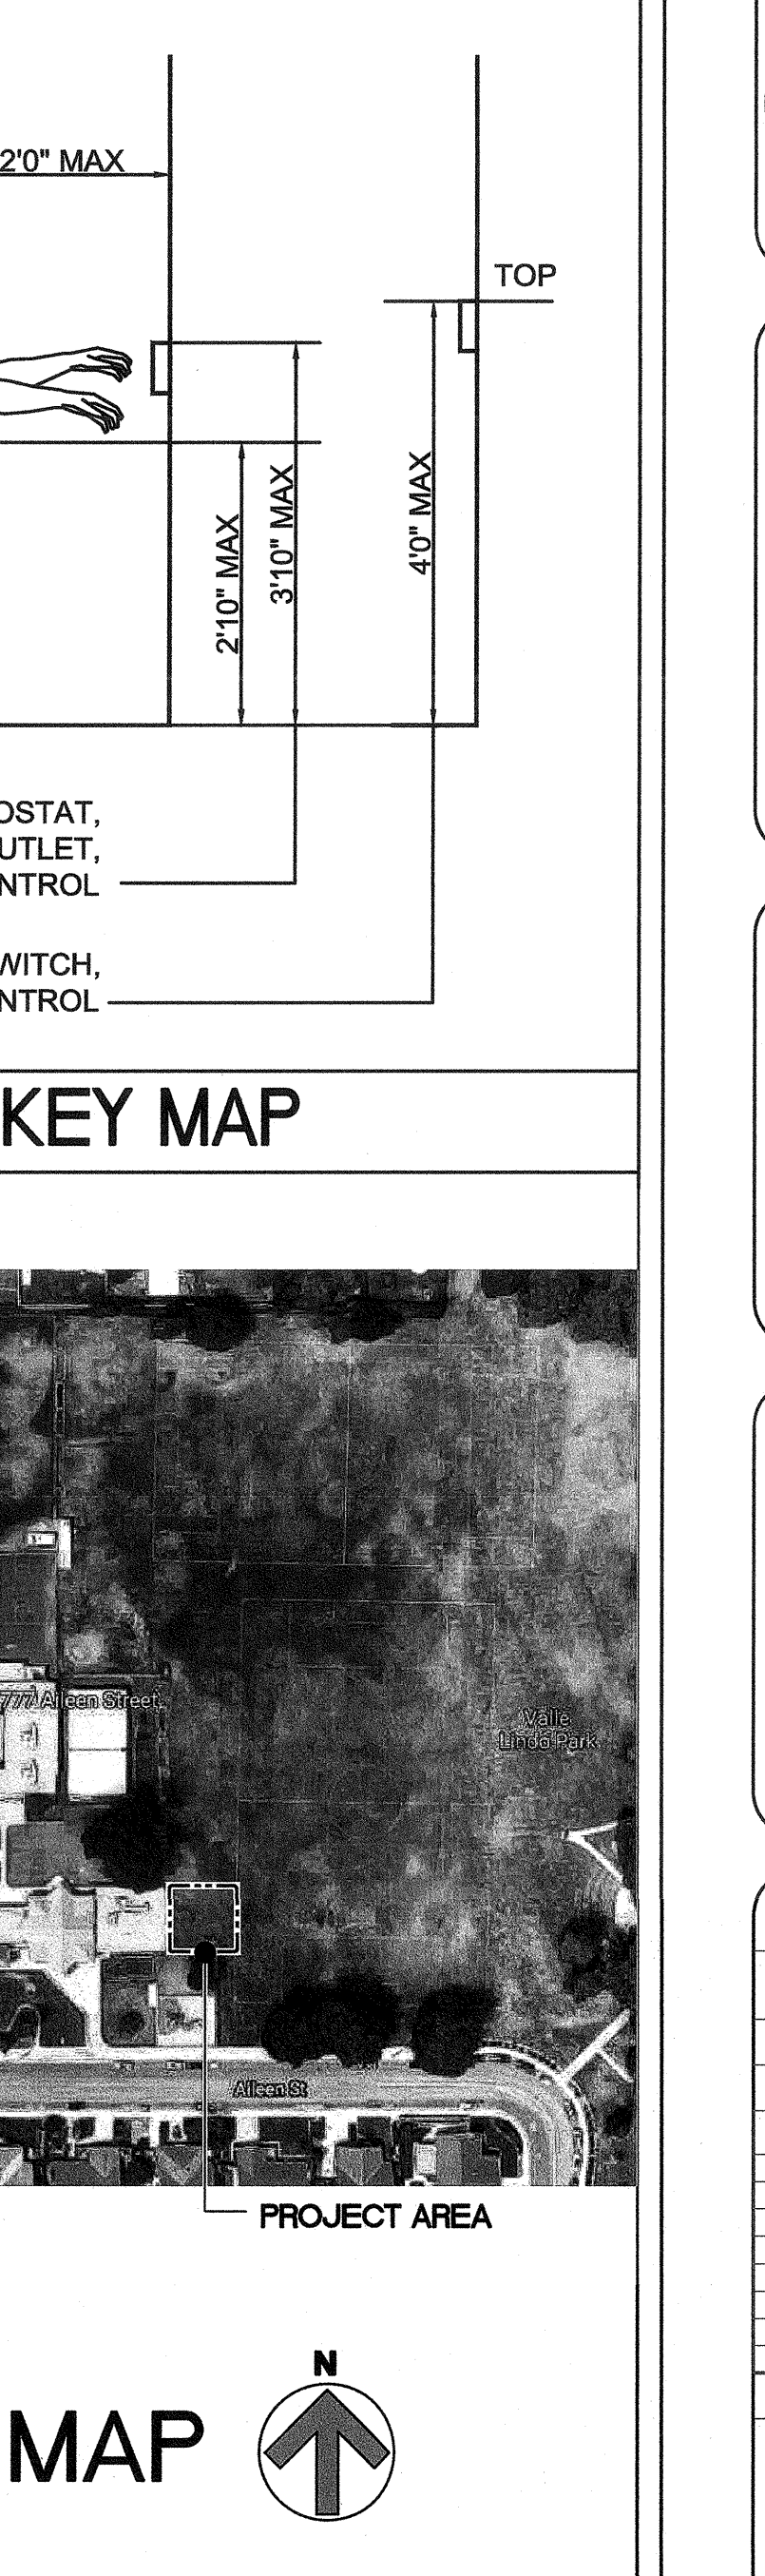 2'0" MAX
TOP
2'10" MAX
3'10" MAX
4'0" MAX
OSTAT,
UTLET,
NTROL
WITCH,
NTROL
KEY MAP
777 Aileen Street
Valle
Lindo Park
Aileen St
PROJECT AREA
N
MAP